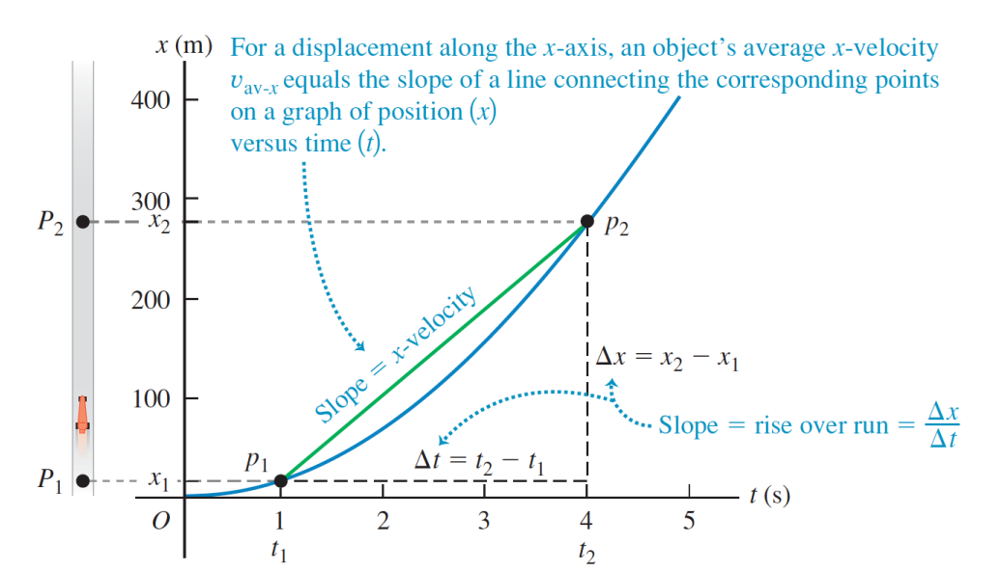 x (m)
For a displacement along the x-axis, an object's average x-velocity
vav-x equals the slope of a line connecting the corresponding points
on a graph of position (x)
versus time (t).
400
300
P2
x2
p2
200
Slope = x-velocity
Δx = x2 − x1
100
Slope = rise over run = Δx
Δt
p1
Δt = t2 − t1
P1
x1
t (s)
O
1
2
3
4
5
t1
t2